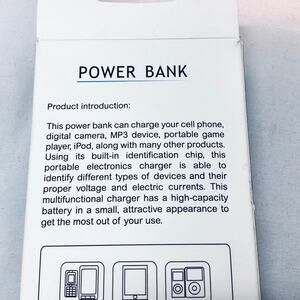 POWER BANK
Product introduction:
This power bank can charge your cell phone,
digital camera, MP3 device, portable game
player, iPod, along with many other products.
Using its built-in identification chip, this
portable electronics charger is able to
identify different types of devices and their
proper voltage and electric currents. This
multifunctional charger has a high-capacity
battery in a small, attractive appearance to
get the most out of your use.